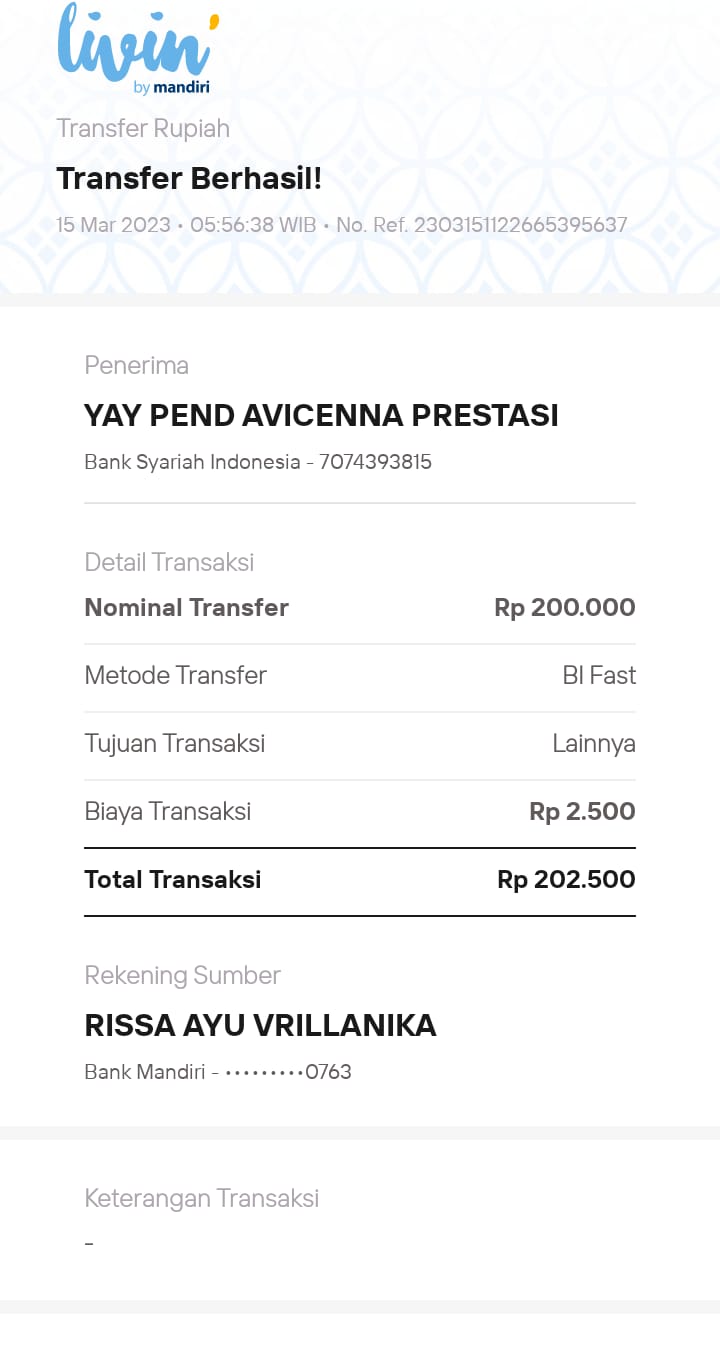 livin'
by mandiri
Transfer Rupiah
Transfer Berhasil!
15 Mar 2023 • 05:56:38 WIB • No. Ref. 2303151122665395637
Penerima
YAY PEND AVICENNA PRESTASI
Bank Syariah Indonesia - 7074393815
Detail Transaksi
Nominal Transfer Rp 200.000
Metode Transfer BI Fast
Tujuan Transaksi Lainnya
Biaya Transaksi Rp 2.500
Total Transaksi Rp 202.500
Rekening Sumber
RISSA AYU VRILLANIKA
Bank Mandiri - •••••••••0763
Keterangan Transaksi
-